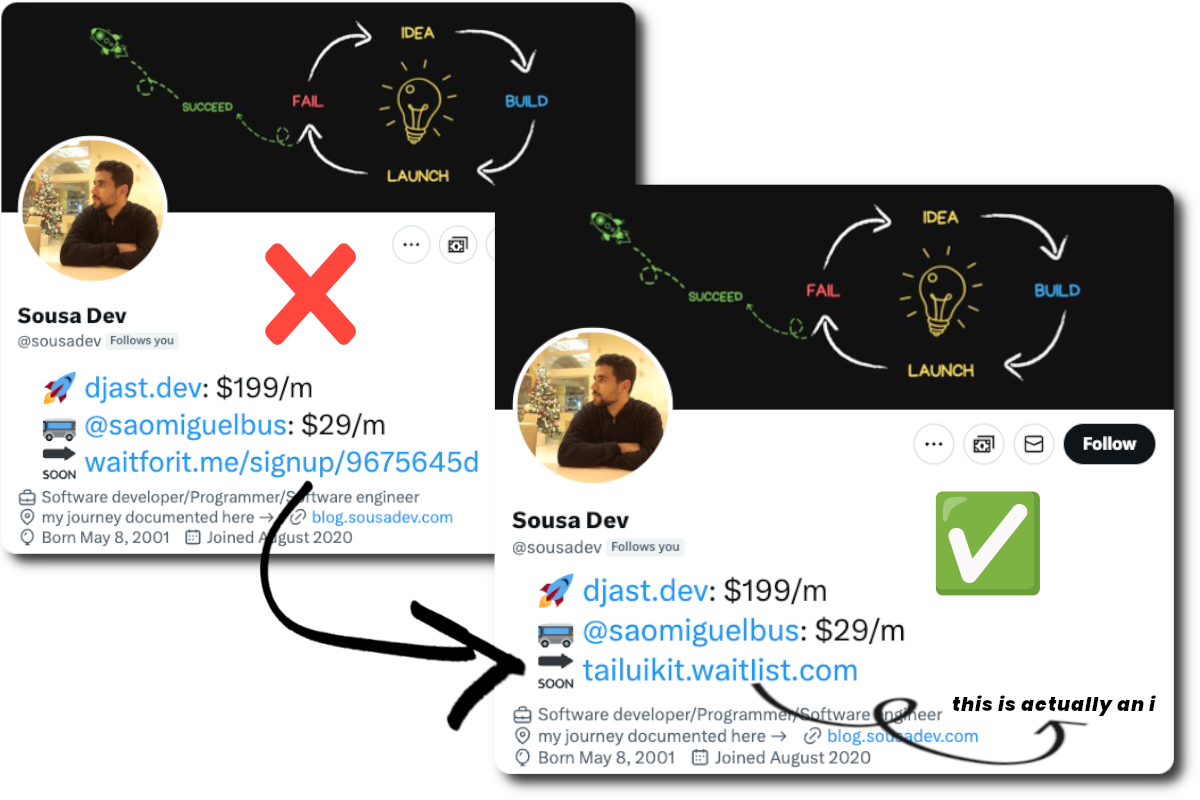 IDEA
SUCCEED
FAIL
BUILD
LAUNCH
Sousa Dev
@sousadev Follows you
djast.dev: $199/m
@saomiguelbus: $29/m
SOON waitforit.me/signup/9675645d
Software developer/Programmer/Software engineer
my journey documented here → blog.sousadev.com
Born May 8, 2001 Joined August 2020
IDEA
SUCCEED
FAIL
BUILD
LAUNCH
Follow
Sousa Dev
@sousadev Follows you
djast.dev: $199/m
@saomiguelbus: $29/m
SOON tailuikit.waitlist.com
this is actually an i
Software developer/Programmer/Software engineer
my journey documented here → blog.sousadev.com
Born May 8, 2001 Joined August 2020